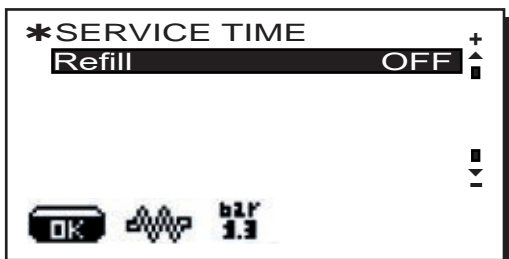 *SERVICE TIME
+
Refill OFF
-
OK
bar
1.3